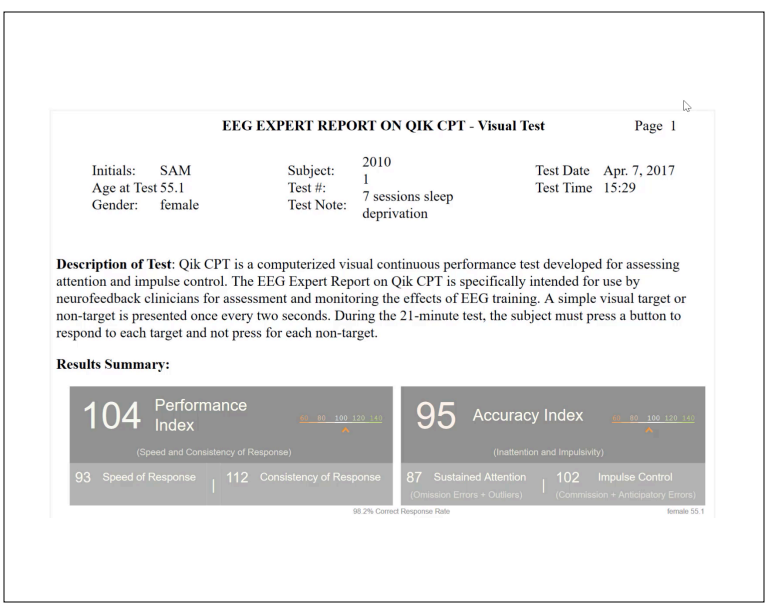 EEG EXPERT REPORT ON QIK CPT - Visual Test Page 1
Initials: SAM Subject: 2010 Test Date Apr. 7, 2017
Age at Test 55.1 Test #: 1 Test Time 15:29
Gender: female Test Note: 7 sessions sleep
deprivation
Description of Test: Qik CPT is a computerized visual continuous performance test developed for assessing
attention and impulse control. The EEG Expert Report on Qik CPT is specifically intended for use by
neurofeedback clinicians for assessment and monitoring the effects of EEG training. A simple visual target or
non-target is presented once every two seconds. During the 21-minute test, the subject must press a button to
respond to each target and not press for each non-target.
Results Summary:
104 Performance
Index
60 80 100 120 140
(Speed and Consistency of Response)
93 Speed of Response | 112 Consistency of Response
95 Accuracy Index
60 80 100 120 140
(Inattention and Impulsivity)
87 Sustained Attention | 102 Impulse Control
(Omission Errors + Outliers) (Commission + Anticipatory Errors)
98.2% Correct Response Rate female 55.1